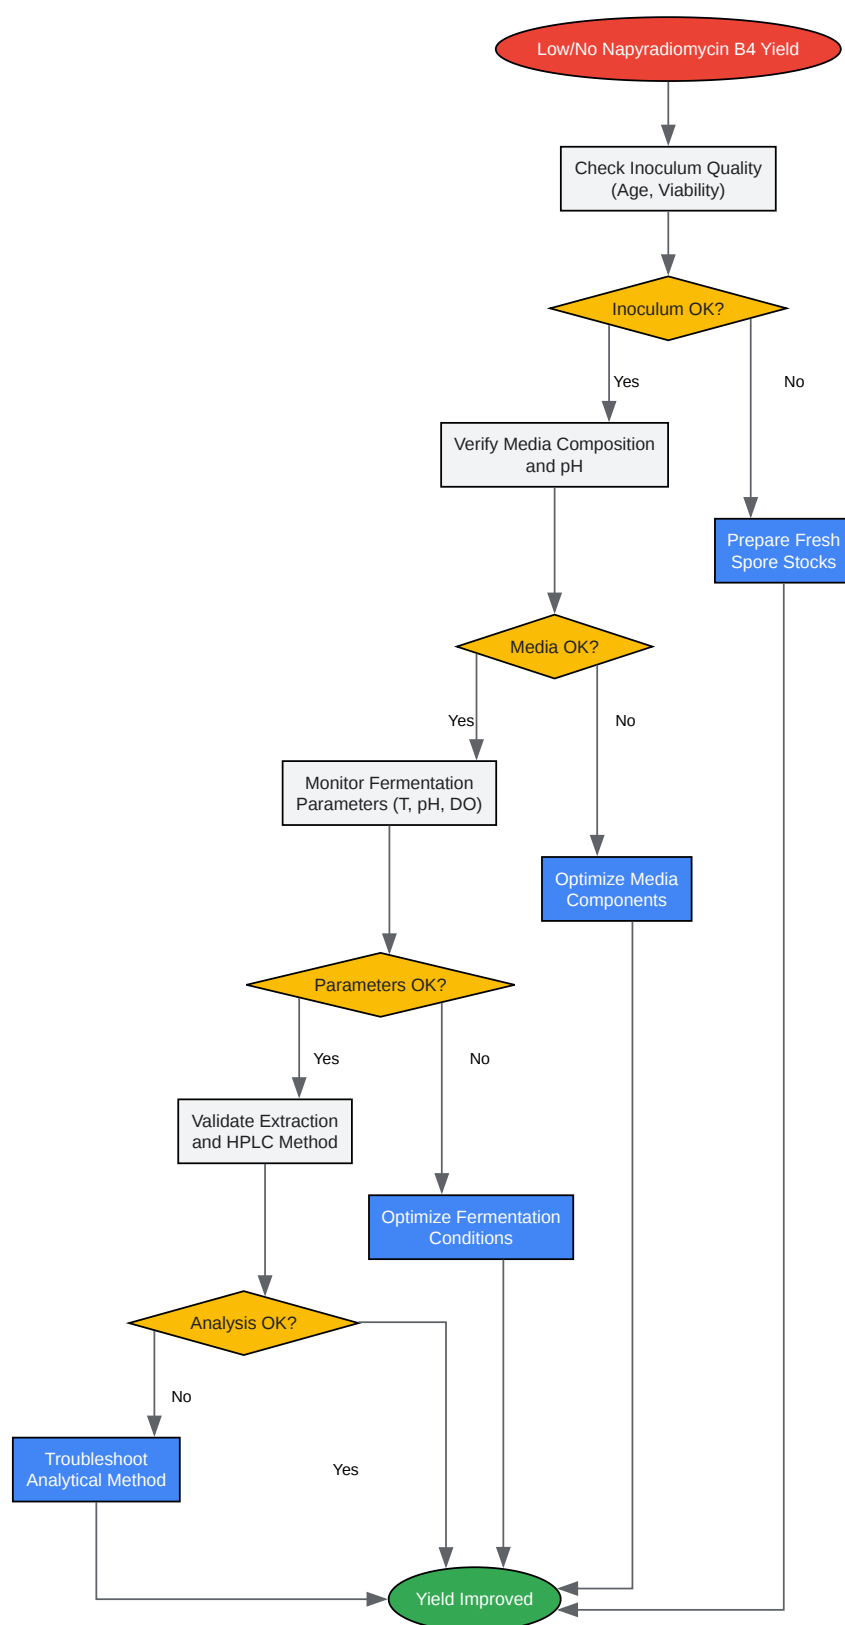 Low/No Napyradiomycin B4 Yield
Check Inoculum Quality
(Age, Viability)
Inoculum OK?
Yes
No
Verify Media Composition
and pH
Prepare Fresh
Spore Stocks
Media OK?
Yes
No
Monitor Fermentation
Parameters (T, pH, DO)
Optimize Media
Components
Parameters OK?
Yes
No
Validate Extraction
and HPLC Method
Optimize Fermentation
Conditions
Analysis OK?
No
Troubleshoot
Analytical Method
Yes
Yield Improved